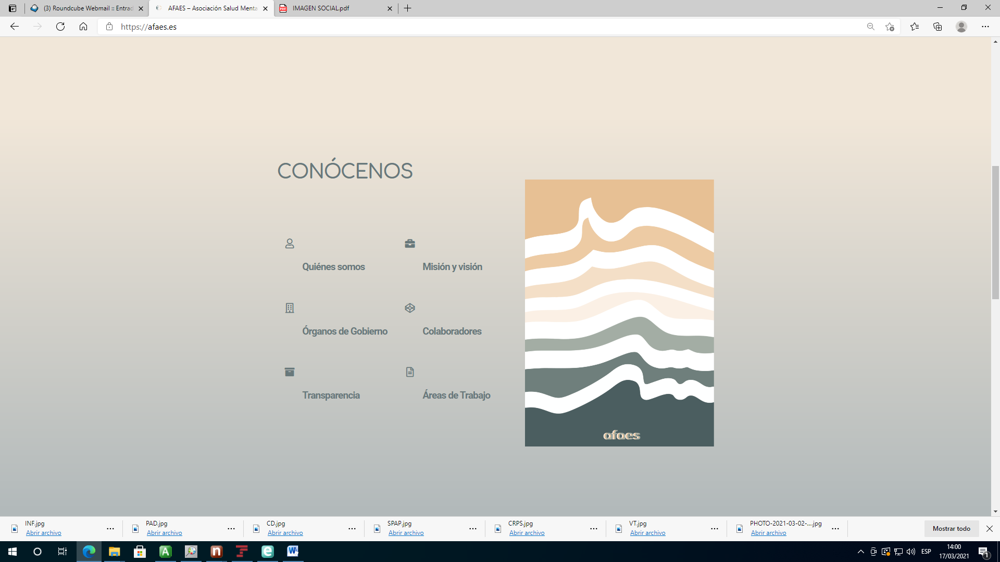 (3) Roundcube Webmail :: Entrad
AFAES – Asociación Salud Menta
IMAGEN SOCIAL.pdf
https://afaes.es
CONÓCENOS
Quiénes somos
Misión y visión
Órganos de Gobierno
Colaboradores
Transparencia
Áreas de Trabajo
afaes
INF.jpg
Abrir archivo
PAD.jpg
Abrir archivo
CD.jpg
Abrir archivo
SPAP.jpg
Abrir archivo
CRPS.jpg
Abrir archivo
VT.jpg
Abrir archivo
PHOTO-2021-03-02-....jpg
Abrir archivo
Mostrar todo
ESP
14:00
17/03/2021
1